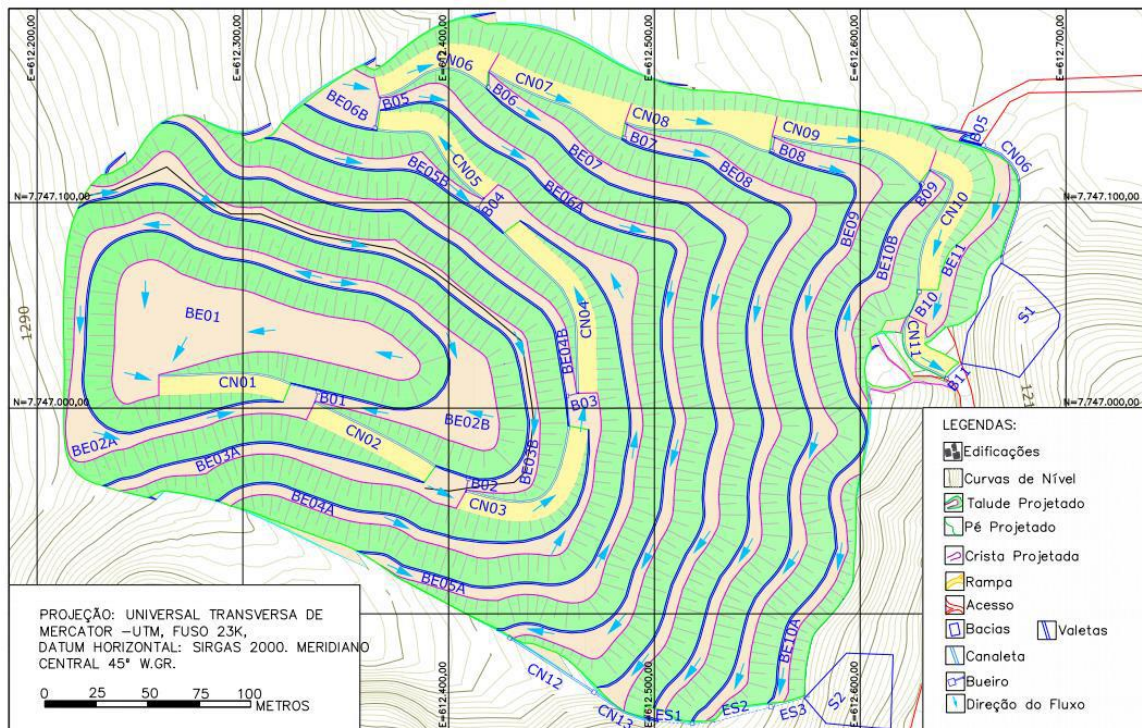 E=612.200,00
E=612.300,00
E=612.400,00
E=612.500,00
E=612.600,00
E=612.700,00
CN06
CN07
B05
B06
BE06B
CN08
CN09
B05
CN06
B07
B08
BE07
BE08
CN05
BE05B
BE06A
B04
B09
CN10
N=7.747.100,00
N=7.747.100,00
BE09
BE10B
BE11
1290
BE01
CN04
BE04B
B10
S1
CN11
CN01
B01
B03
B11
121
N=7.747.000,00
N=7.747.000,00
BE02A
CN02
BE02B
BE03A
BE03B
B02
CN03
BE04A
BE05A
BE10A
CN12
CN13
ES1
ES2
ES3
S2
E=612.400,00
E=612.500,00
E=612.600,00
LEGENDAS:
Edificações
Curvas de Nível
Talude Projetado
Pé Projetado
Crista Projetada
Rampa
Acesso
Bacias
Valetas
Canaleta
Bueiro
Direção do Fluxo
PROJEÇÃO: UNIVERSAL TRANSVERSA DE
MERCATOR –UTM, FUSO 23K,
DATUM HORIZONTAL: SIRGAS 2000. MERIDIANO
CENTRAL 45° W.GR.
0 25 50 75 100 METROS